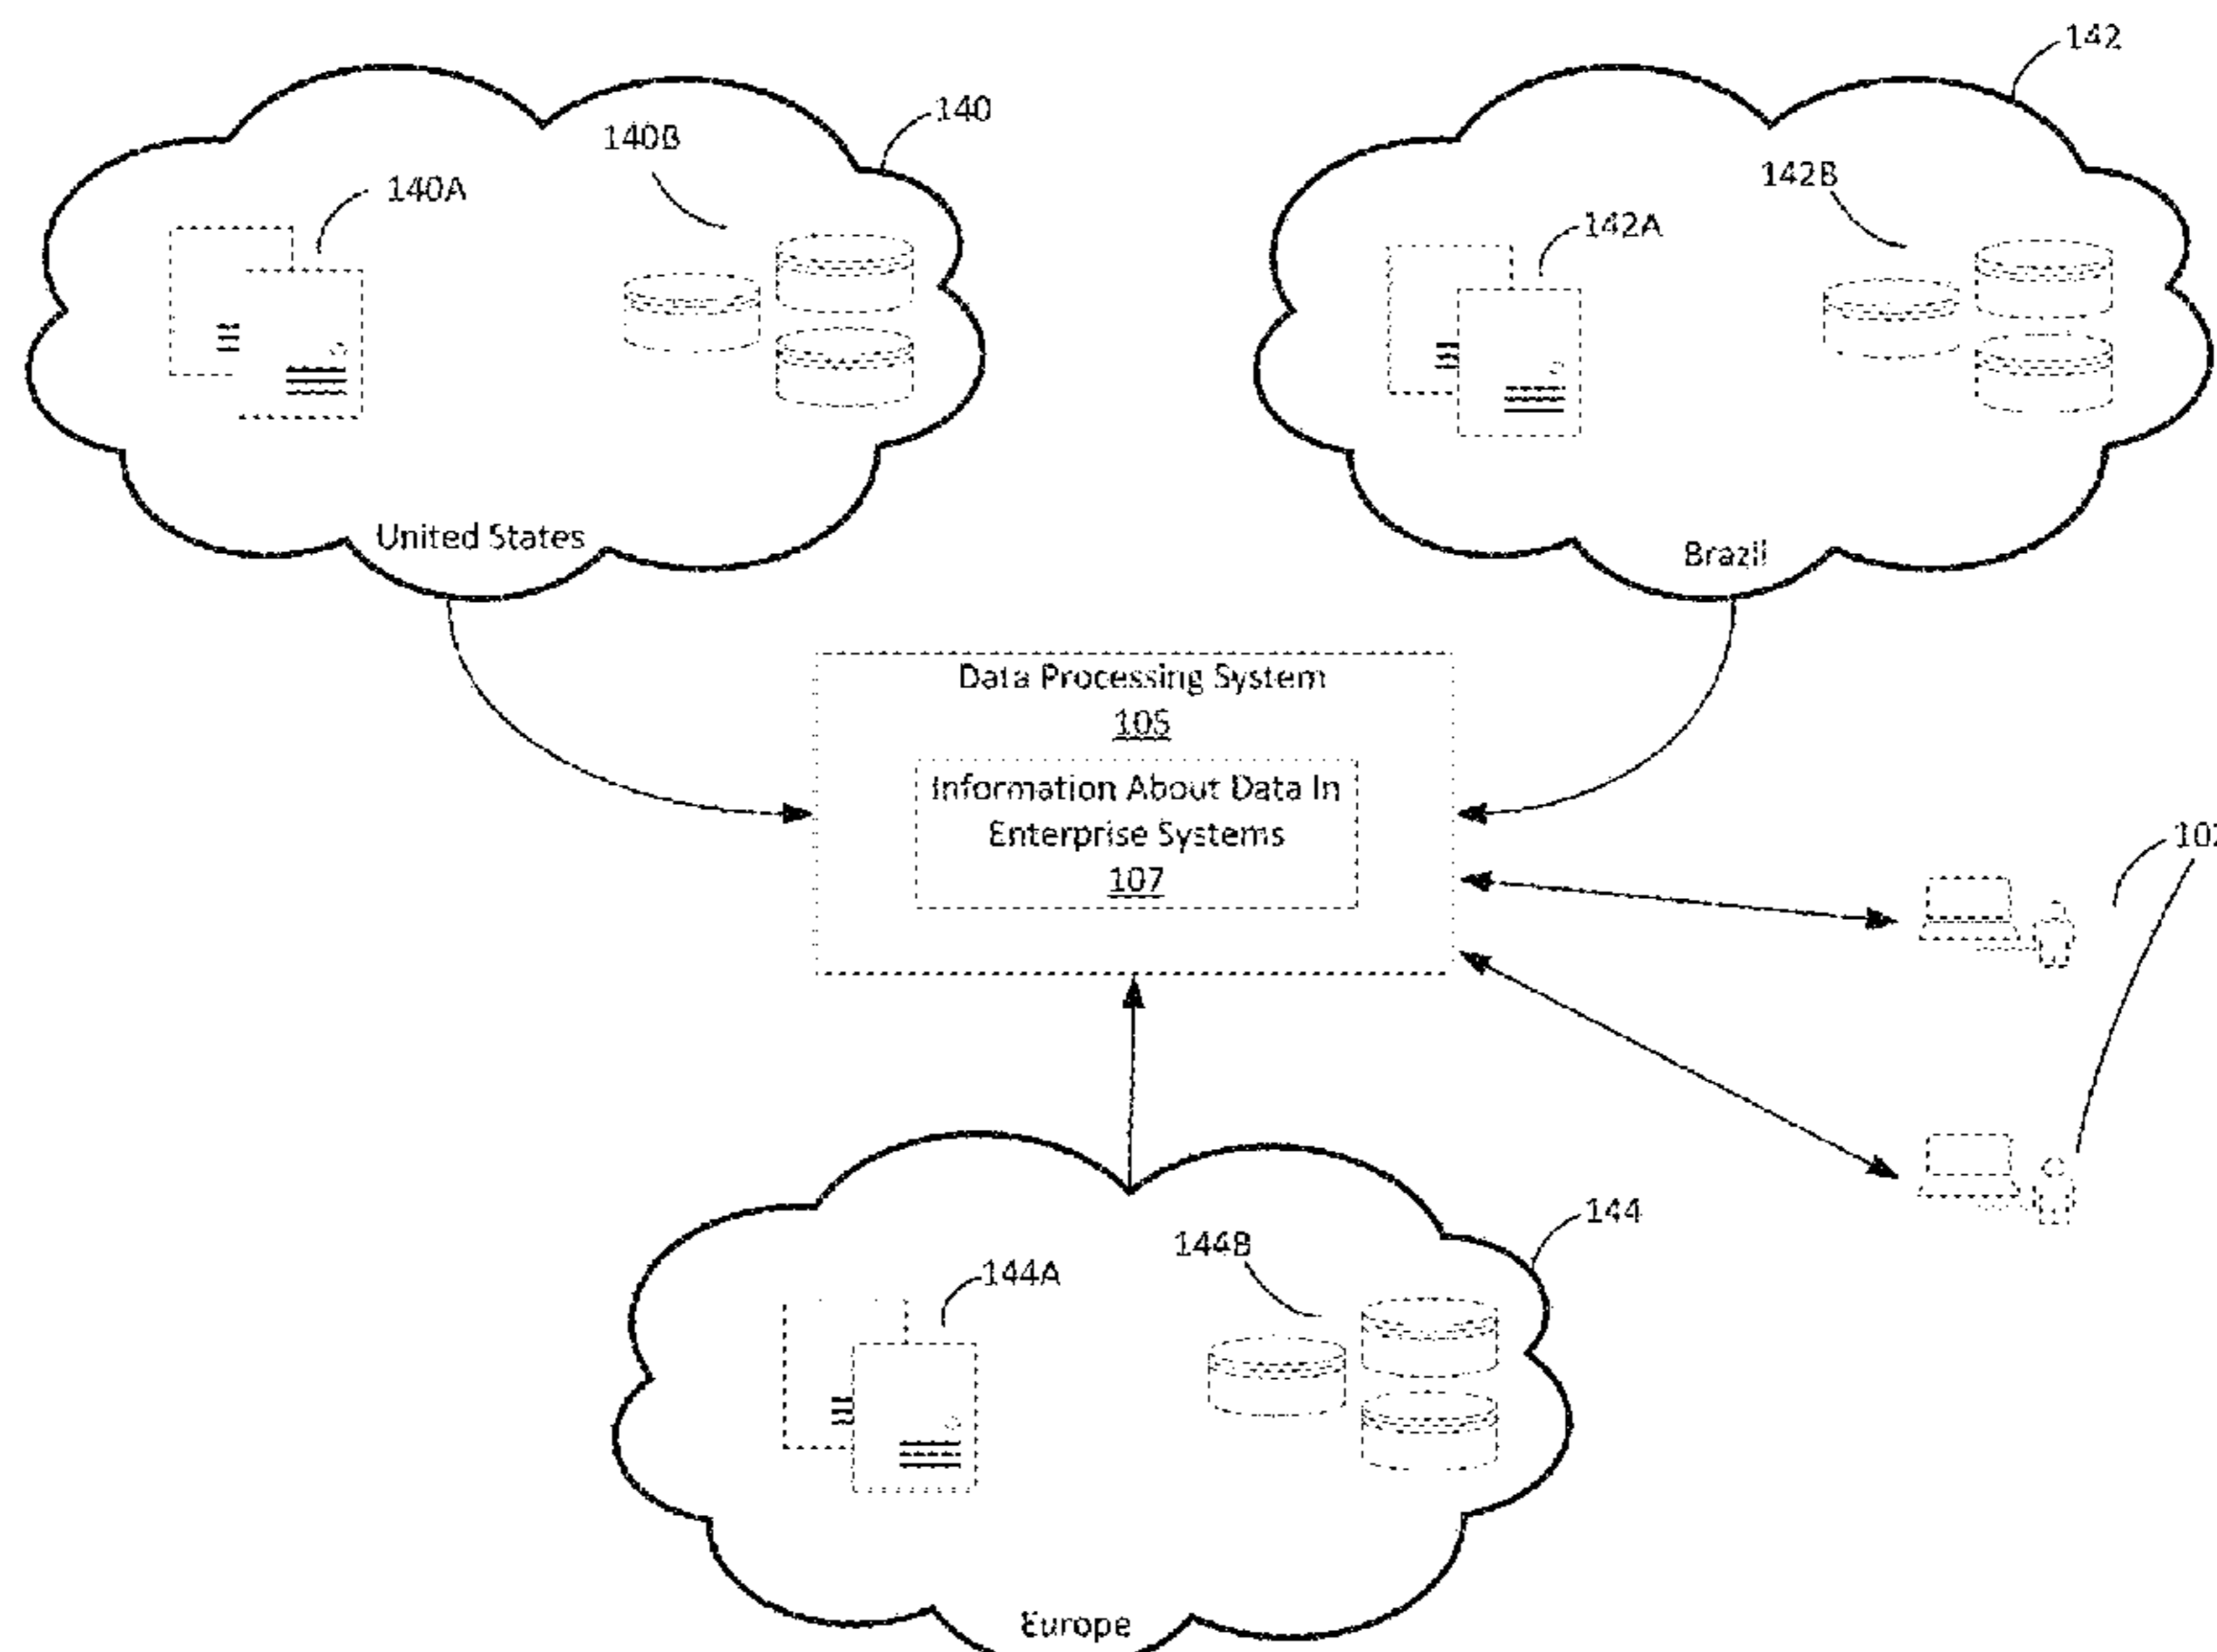 142
140
140B
140A
142B
142A
United States
Brazil
Data Processing System
105
Information About Data In
Enterprise Systems
107
144
144B
144A
Europe